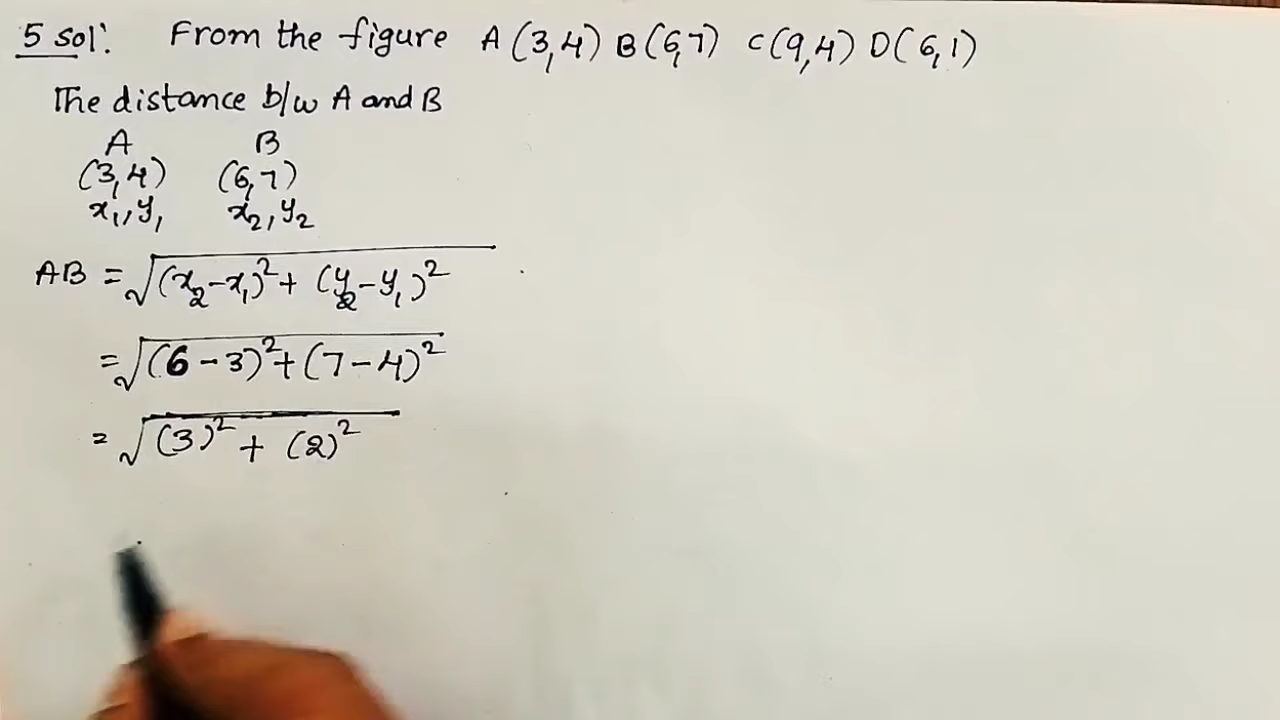 5 sol: From the figure A(3,4) B(6,7) C(9,4) D(6,1)
The distance b/w A and B
A B
(3,4) (6,7)
x₁,y₁ x₂,y₂
AB = √(x₂-x₁)² + (y₂-y₁)²
= √(6-3)² + (7-4)²
= √(3)² + (2)²